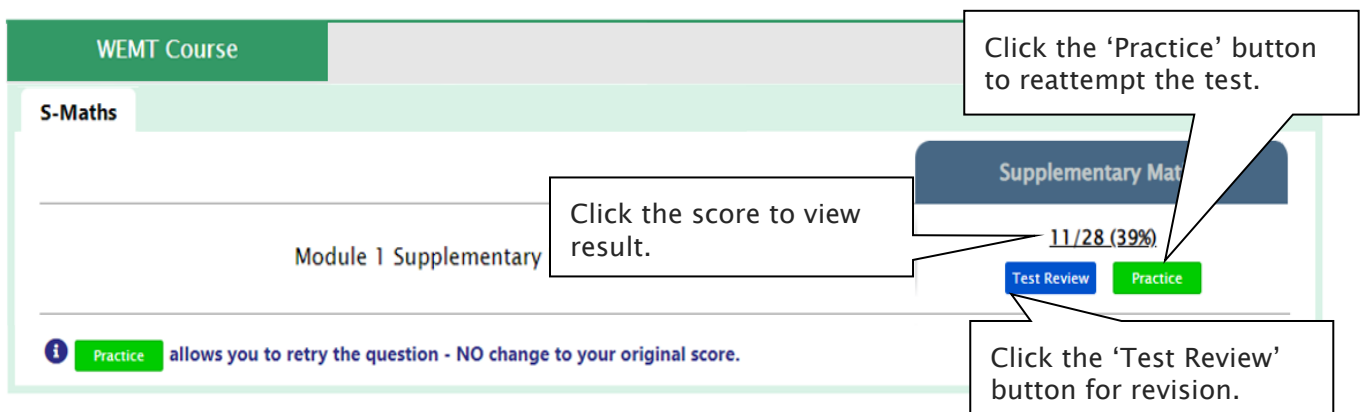 WEMT Course
Click the ‘Practice’ button
to reattempt the test.
S-Maths
Supplementary Mat
Click the score to view
result.
11/28 (39%)
Module 1 Supplementary
Test Review
Practice
Practice allows you to retry the question - NO change to your original score.
Click the ‘Test Review’
button for revision.